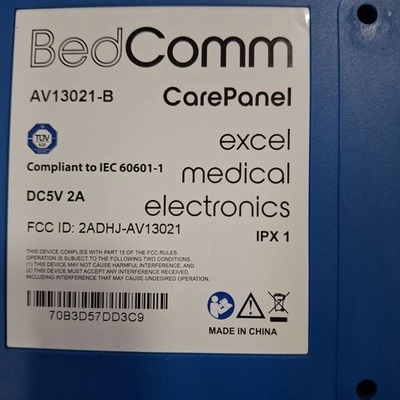 BedComm
AV13021-B
CarePanel
TÜV
excel
medical
electronics
Compliant to IEC 60601-1
DC5V 2A
FCC ID: 2ADHJ-AV13021
IPX 1
THIS DEVICE COMPLIES WITH PART 15 OF THE FCC RULES.
OPERATION IS SUBJECT TO THE FOLLOWING TWO CONDITIONS.
(1) THIS DEVICE MAY NOT CAUSE HARMFUL INTERFERENCE, AND
(2) THIS DEVICE MUST ACCEPT ANY INTERFERENCE RECEIVED.
INCLUDING INTERFERENCE THAT MAY CAUSE UNDESIRED OPERATION.
70B3D57DD3C9
MADE IN CHINA